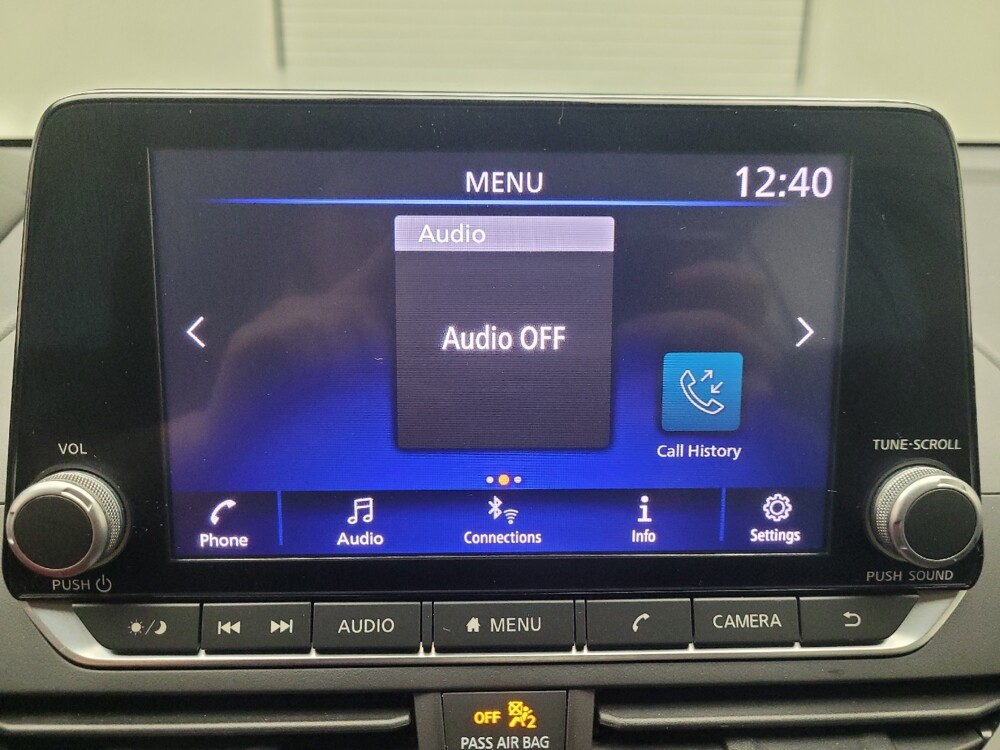 MENU
12:40
Audio
Audio OFF
Call History
VOL
TUNE·SCROLL
Phone
Audio
Connections
Info
Settings
PUSH
PUSH SOUND
AUDIO
MENU
CAMERA
OFF
2
PASS AIR BAG